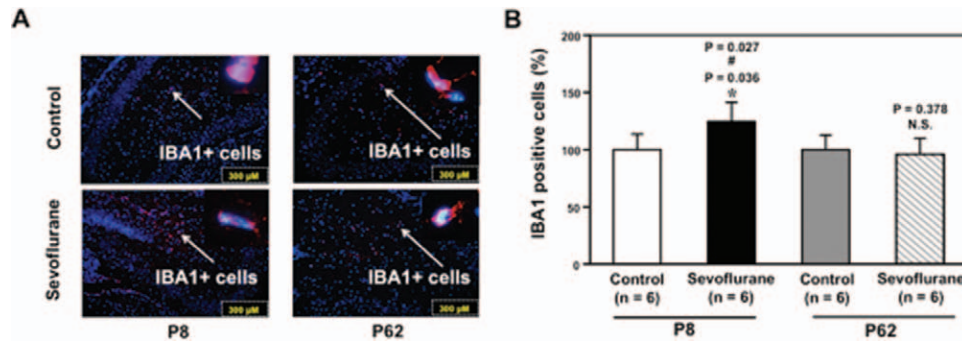 A
Control
Sevoflurane
IBA1+ cells
300 µM
IBA1+ cells
300 µM
IBA1+ cells
300 µM
IBA1+ cells
300 µM
P8
P62
B
IBA1 positive cells (%)
200
150
100
50
0
P = 0.027
#
P = 0.036
*
P = 0.378
N.S.
Control
(n = 6)
Sevoflurane
(n = 6)
Control
(n = 6)
Sevoflurane
(n = 6)
P8
P62